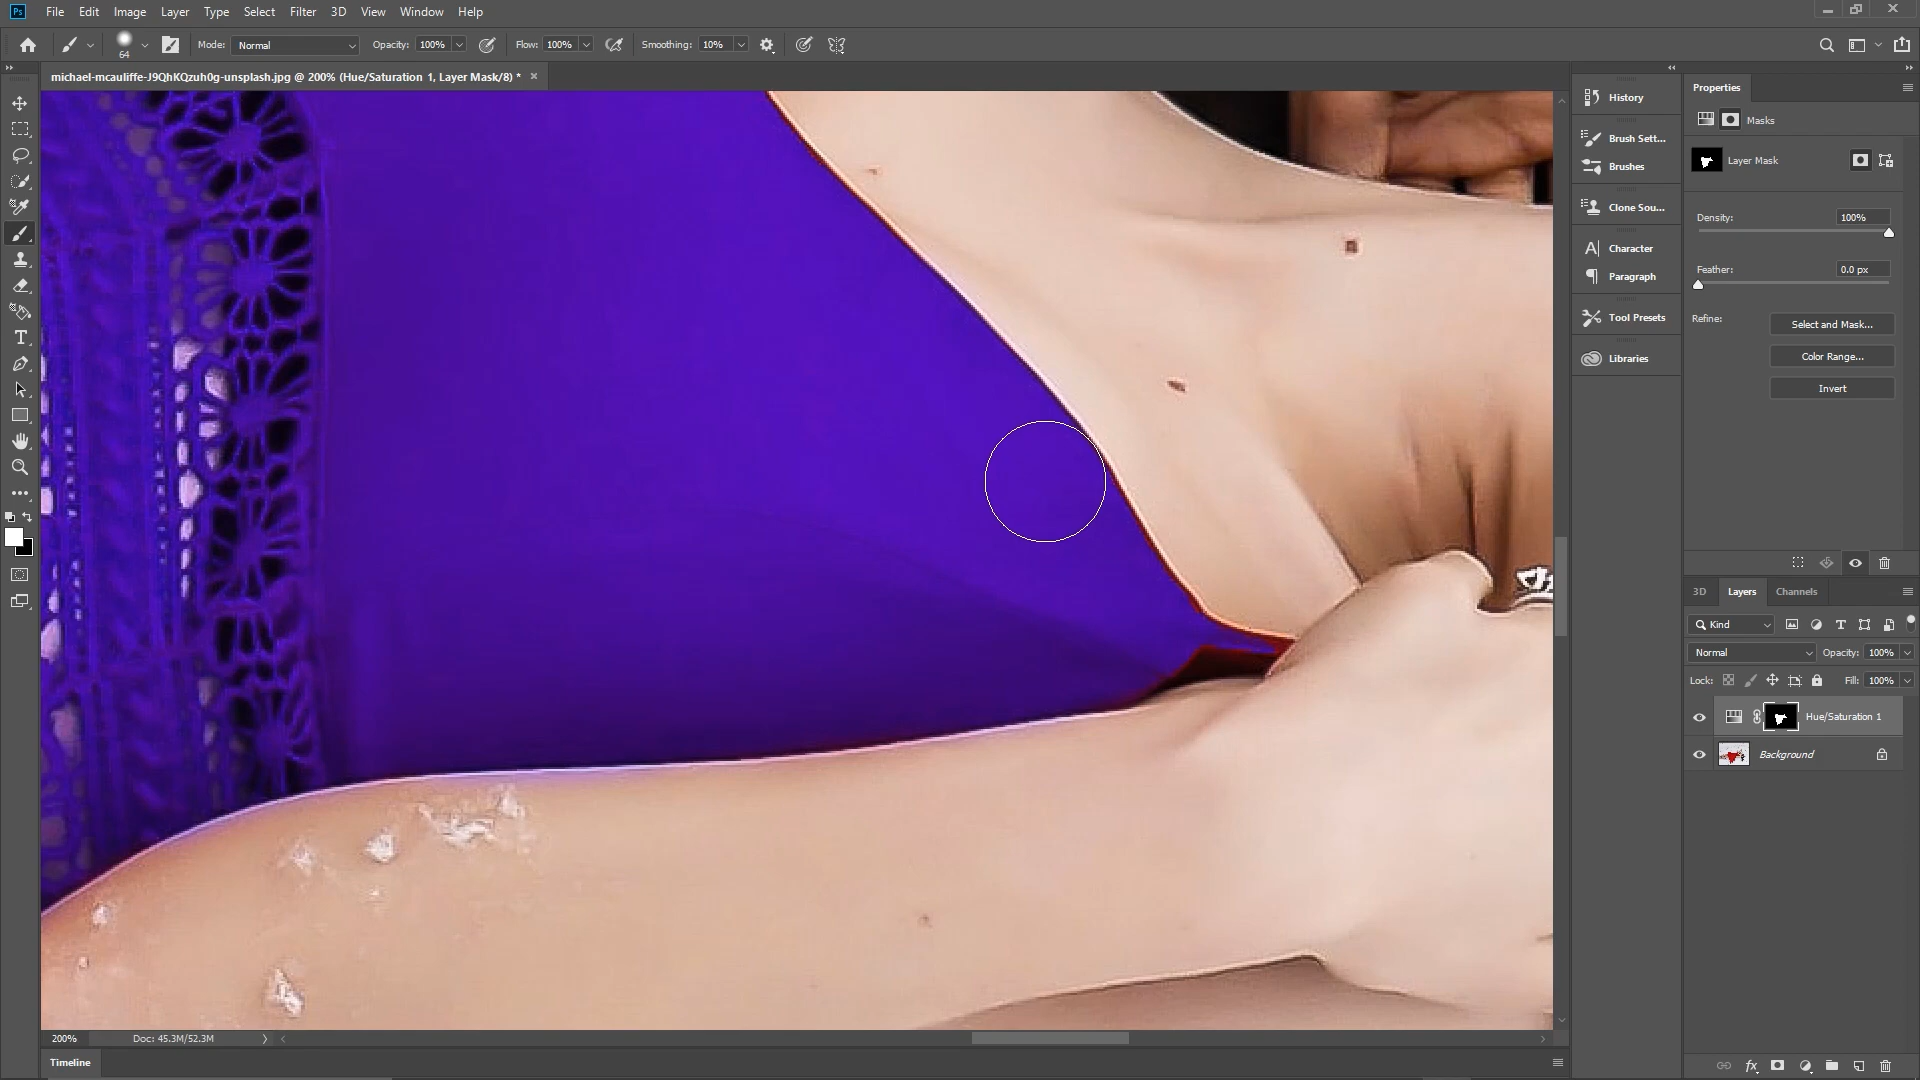 Ps File Edit Image Layer Type Select Filter 3D View Window Help
64 Mode: Normal Opacity: 100% Flow: 100% Smoothing: 10%
michael-mcauliffe-J9QhKQzuh0g-unsplash.jpg @ 200% (Hue/Saturation 1, Layer Mask/8) *
History
Brush Sett...
Brushes
Clone Sou...
Character
Paragraph
Tool Presets
Libraries
Properties
Masks
Layer Mask
Density: 100%
Feather: 0.0 px
Refine: Select and Mask...
Color Range...
Invert
3D Layers Channels
Kind
Normal Opacity: 100%
Lock: Fill: 100%
Hue/Saturation 1
Background
fx
200% Doc: 45.3M/52.3M
Timeline